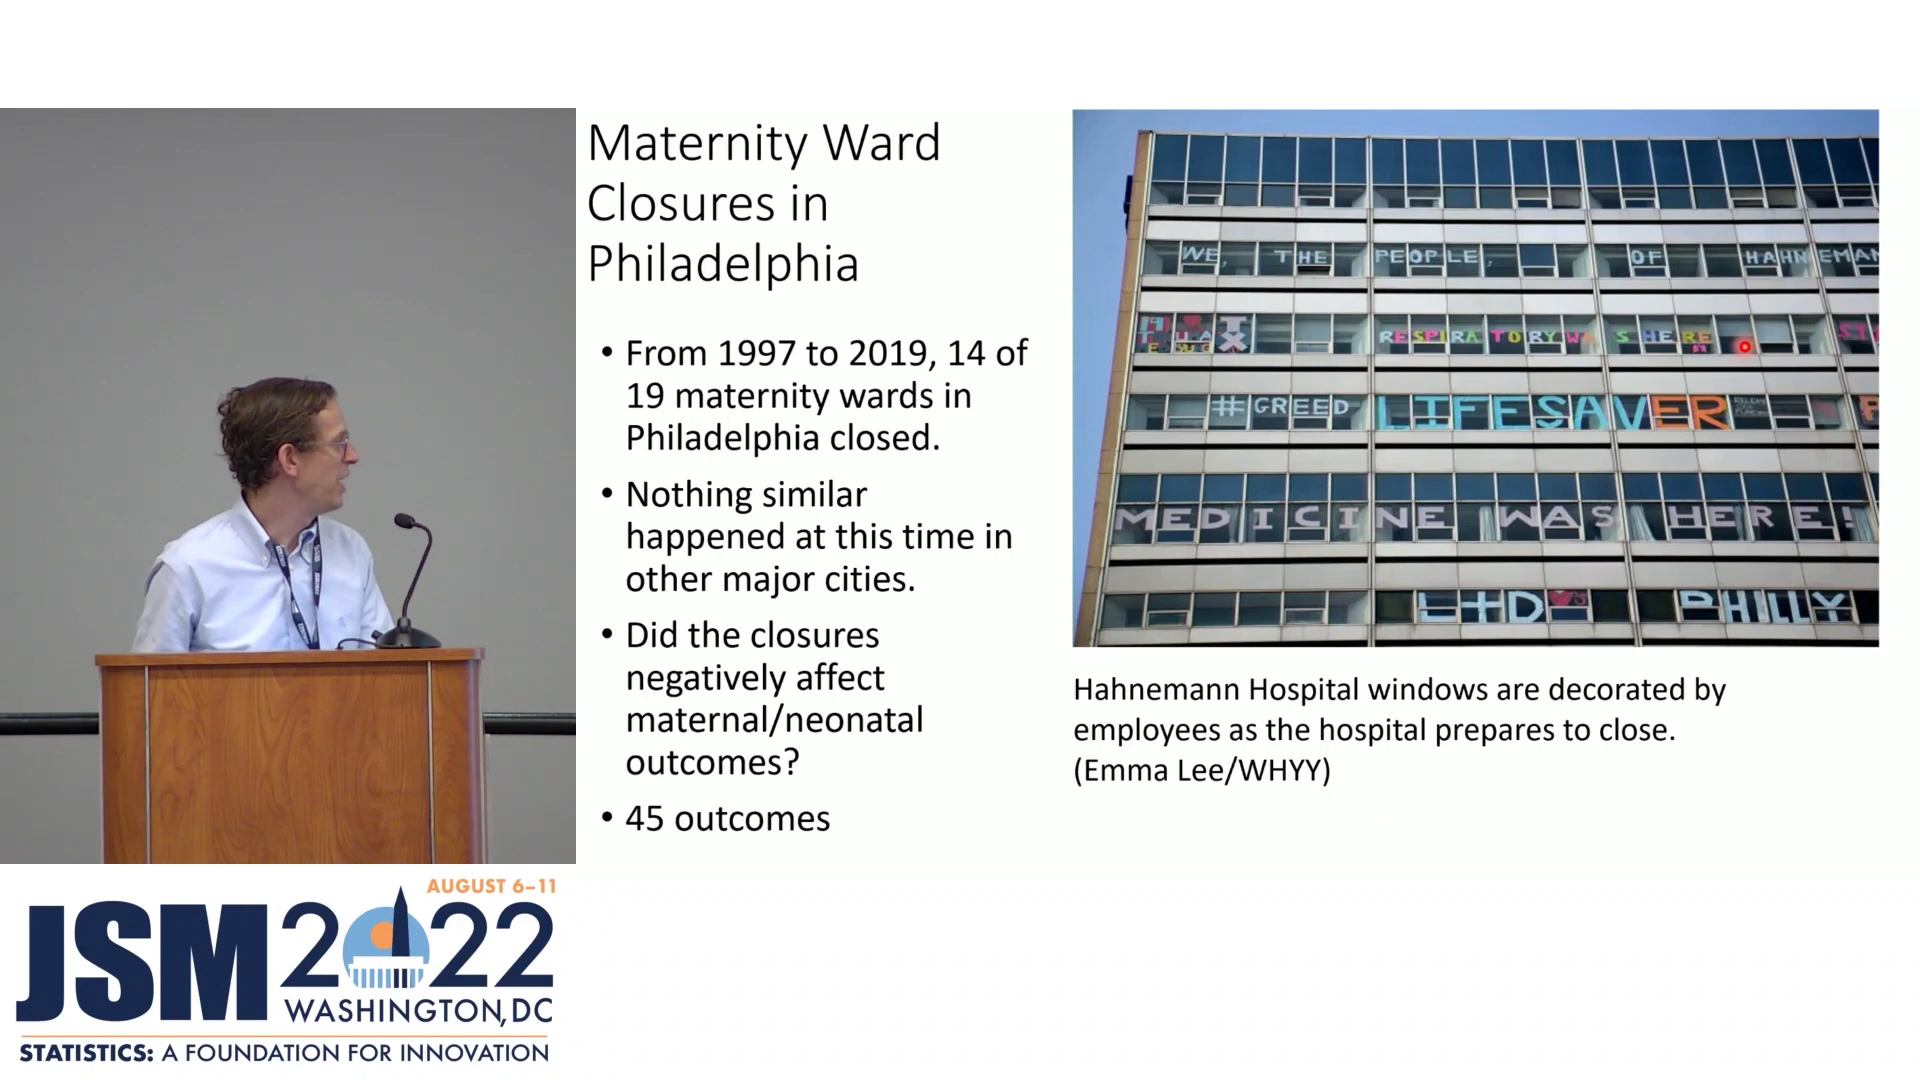 Maternity Ward
Closures in
Philadelphia
• From 1997 to 2019, 14 of
19 maternity wards in
Philadelphia closed.
• Nothing similar
happened at this time in
other major cities.
• Did the closures
negatively affect
maternal/neonatal
outcomes?
• 45 outcomes
WE, THE PEOPLE, OF HAHNEMAN
RESPIRATORY WAS HERE
#GREED LIFESAVER
MEDICINE WAS HERE!
L+D PHILLY
Hahnemann Hospital windows are decorated by
employees as the hospital prepares to close.
(Emma Lee/WHYY)
AUGUST 6–11
JSM 2022
WASHINGTON, DC
STATISTICS: A FOUNDATION FOR INNOVATION